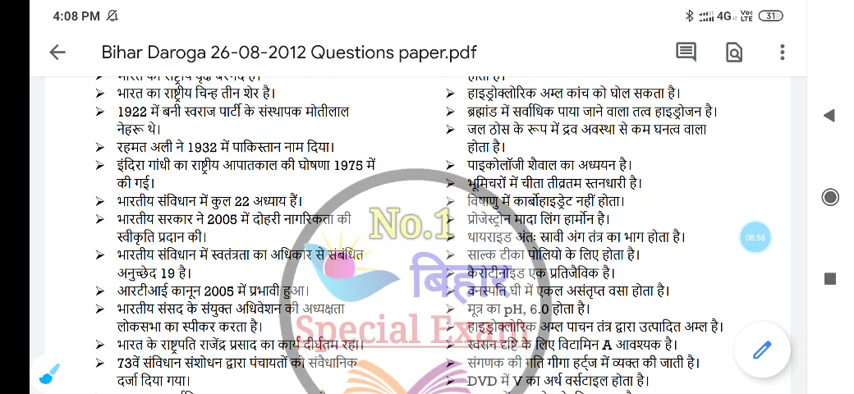 4:08 PM
4G
Vo
LTE
31
Bihar Daroga 26-08-2012 Questions paper.pdf
भारत का राष्ट्रीय वृक्ष बरगद है।
➢ भारत का राष्ट्रीय चिन्ह तीन शेर है।
➢ 1922 में बनी स्वराज पार्टी के संस्थापक मोतीलाल
नेहरू थे।
➢ रहमत अली ने 1932 में पाकिस्तान नाम दिया।
➢ इंदिरा गांधी का राष्ट्रीय आपातकाल की घोषणा 1975 में
की गई।
➢ भारतीय संविधान में कुल 22 अध्याय हैं।
➢ भारतीय सरकार ने 2005 में दोहरी नागरिकता की
स्वीकृति प्रदान की।
➢ भारतीय संविधान में स्वतंत्रता का अधिकार से संबंधित
अनुच्छेद 19 है।
➢ आरटीआई कानून 2005 में प्रभावी हुआ।
➢ भारतीय संसद के संयुक्त अधिवेशन की अध्यक्षता
लोकसभा का स्पीकर करता है।
➢ भारत के राष्ट्रपति राजेंद्र प्रसाद का कार्य दीर्घतम रहा।
➢ 73वें संविधान संशोधन द्वारा पंचायतों को संवैधानिक
दर्जा दिया गया।
होता है।
➢ हाइड्रोक्लोरिक अम्ल कांच को घोल सकता है।
➢ ब्रह्मांड में सर्वाधिक पाया जाने वाला तत्व हाइड्रोजन है।
➢ जल ठोस के रूप में द्रव अवस्था से कम घनत्व वाला
होता है।
➢ पाइकोलॉजी शैवाल का अध्ययन है।
➢ भूमिचरों में चीता तीव्रतम स्तनधारी है।
➢ विषाणु में कार्बोहाइड्रेट नहीं होता।
➢ प्रोजेस्ट्रोन मादा लिंग हार्मोन है।
➢ थायराइड अंतः स्रावी अंग तंत्र का भाग होता है।
➢ साल्क टीका पोलियो के लिए होता है।
➢ केरोटीनॉइड एक प्रतिजैविक है।
➢ वनस्पति घी में एकल असंतृप्त वसा होता है।
➢ मूत्र का pH, 6.0 होता है।
➢ हाइड्रोक्लोरिक अम्ल पाचन तंत्र द्वारा उत्पादित अम्ल है।
➢ स्वसन दृष्टि के लिए विटामिन A आवश्यक है।
➢ संगणक की गति गीगा हर्ट्ज में व्यक्त की जाती है।
➢ DVD में V का अर्थ वर्सटाइल होता है।
No.1
बिहार
Special Exam